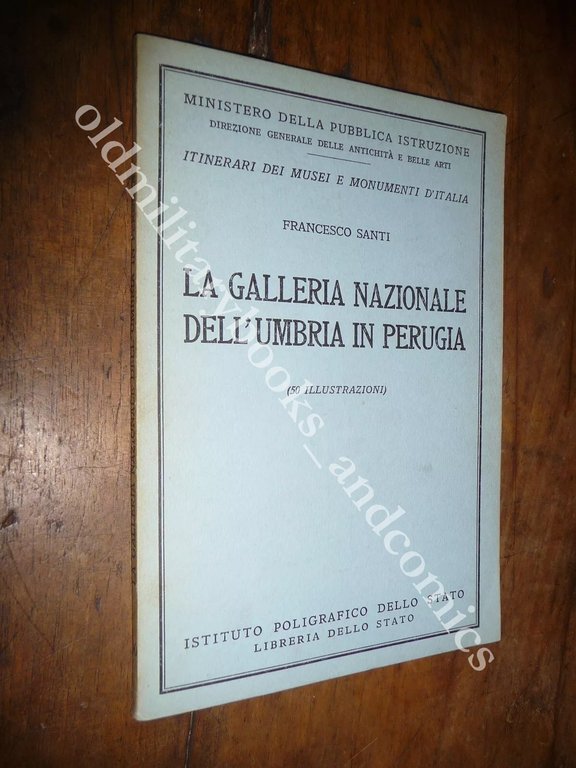 MINISTERO DELLA PUBBLICA ISTRUZIONE
DIREZIONE GENERALE DELLE ANTICHITÀ E BELLE ARTI
ITINERARI DEI MUSEI E MONUMENTI D'ITALIA
FRANCESCO SANTI
LA GALLERIA NAZIONALE
DELL'UMBRIA IN PERUGIA
(50 ILLUSTRAZIONI)
ISTITUTO POLIGRAFICO DELLO STATO
LIBRERIA DELLO STATO
oldmilitarybooks_andcomics